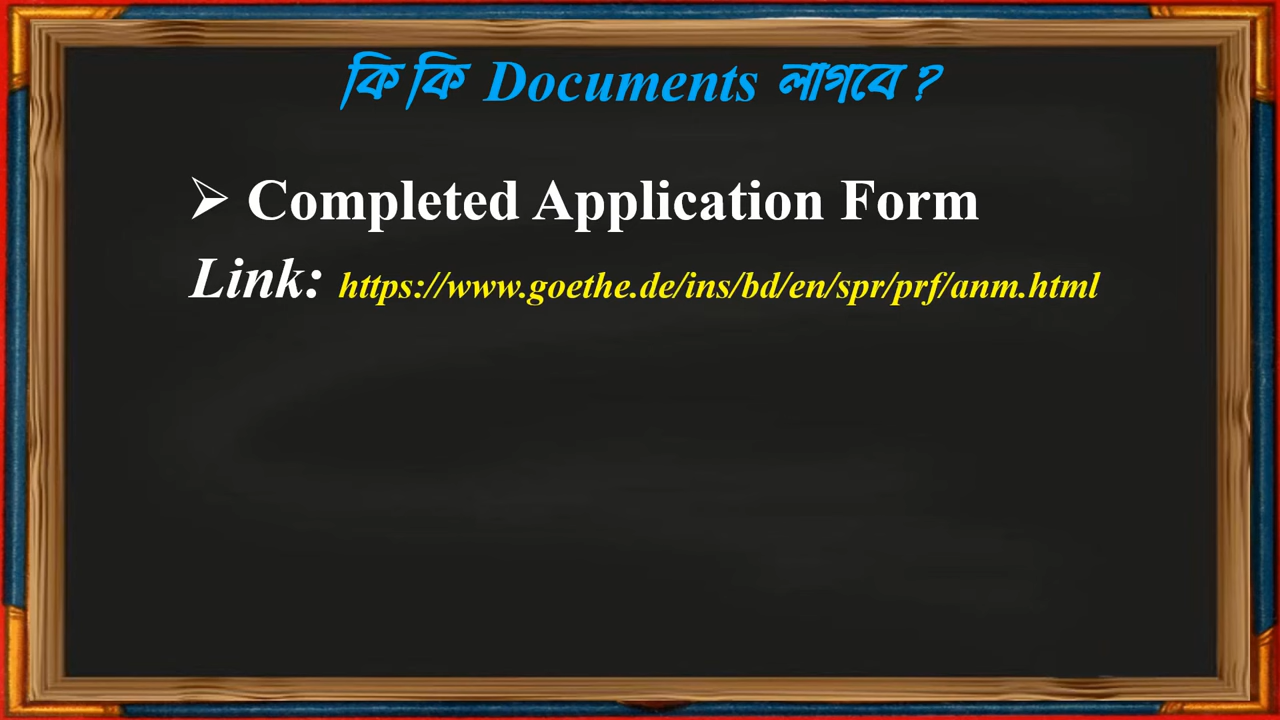 কি কি Documents লাগবে ?
➢ Completed Application Form
Link: https://www.goethe.de/ins/bd/en/spr/prf/anm.html